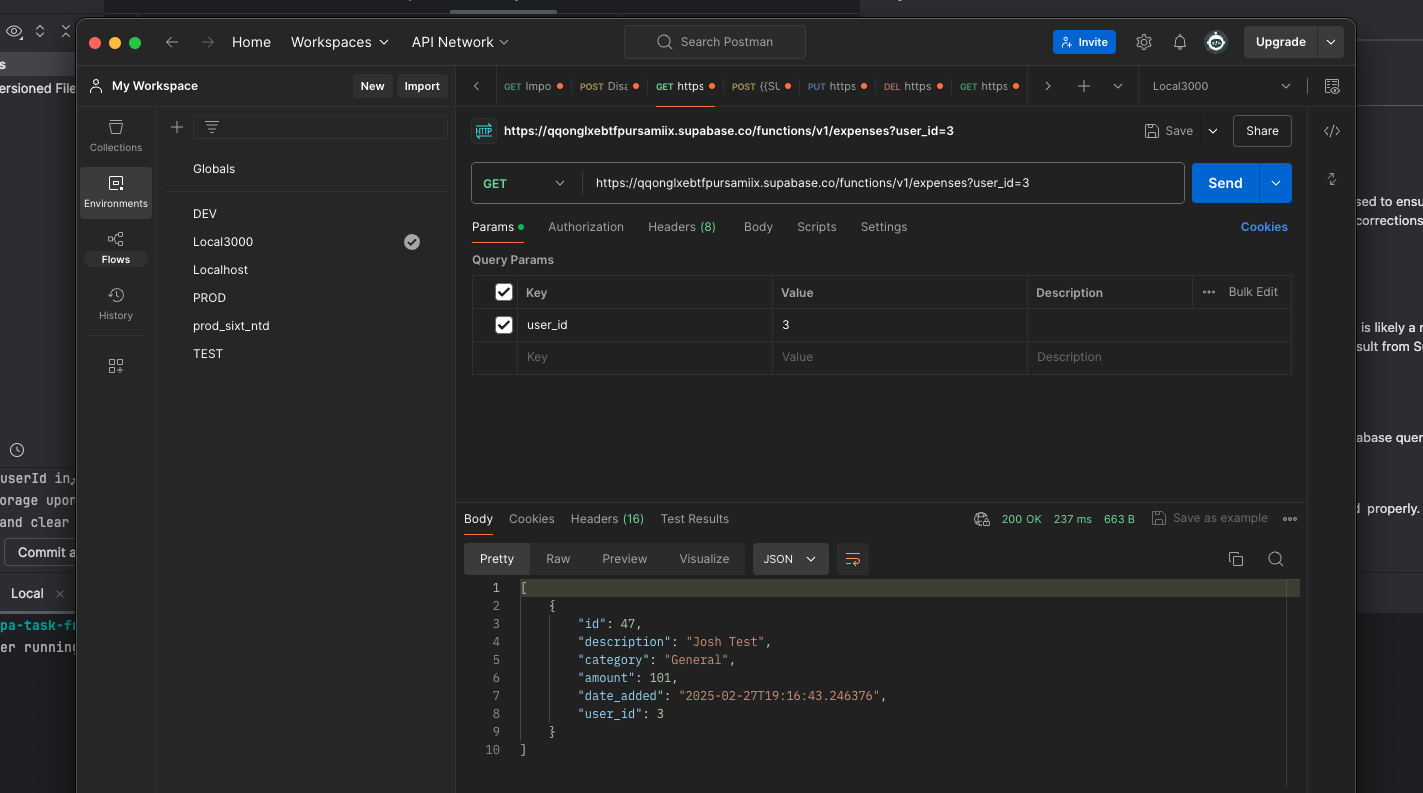 Home
Workspaces
API Network
Search Postman
Invite
Upgrade
My Workspace
New
Import
GET Impo
POST Disa
GET https
POST {{SU
PUT https
DEL https
GET https
Local3000
Collections
Environments
Flows
History
Globals
DEV
Local3000
Localhost
PROD
prod_sixt_ntd
TEST
HTTP
https://qqonglxebtfpursamiix.supabase.co/functions/v1/expenses?user_id=3
Save
Share
GET
https://qqonglxebtfpursamiix.supabase.co/functions/v1/expenses?user_id=3
Send
Params
Authorization
Headers (8)
Body
Scripts
Settings
Cookies
Query Params
Key
Value
Description
Bulk Edit
user_id
3
Key
Value
Description
Body
Cookies
Headers (16)
Test Results
200 OK
237 ms
663 B
Save as example
Pretty
Raw
Preview
Visualize
JSON
1 [
2 {
3 "id": 47,
4 "description": "Josh Test",
5 "category": "General",
6 "amount": 101,
7 "date_added": "2025-02-27T19:16:43.246376",
8 "user_id": 3
9 }
10 ]
s
ersioned File
userId in
orage upon
and clear
Commit a
Local
pa-task-fr
er running
sed to ensu
corrections
is likely a r
sult from Su
abase quer
properly.